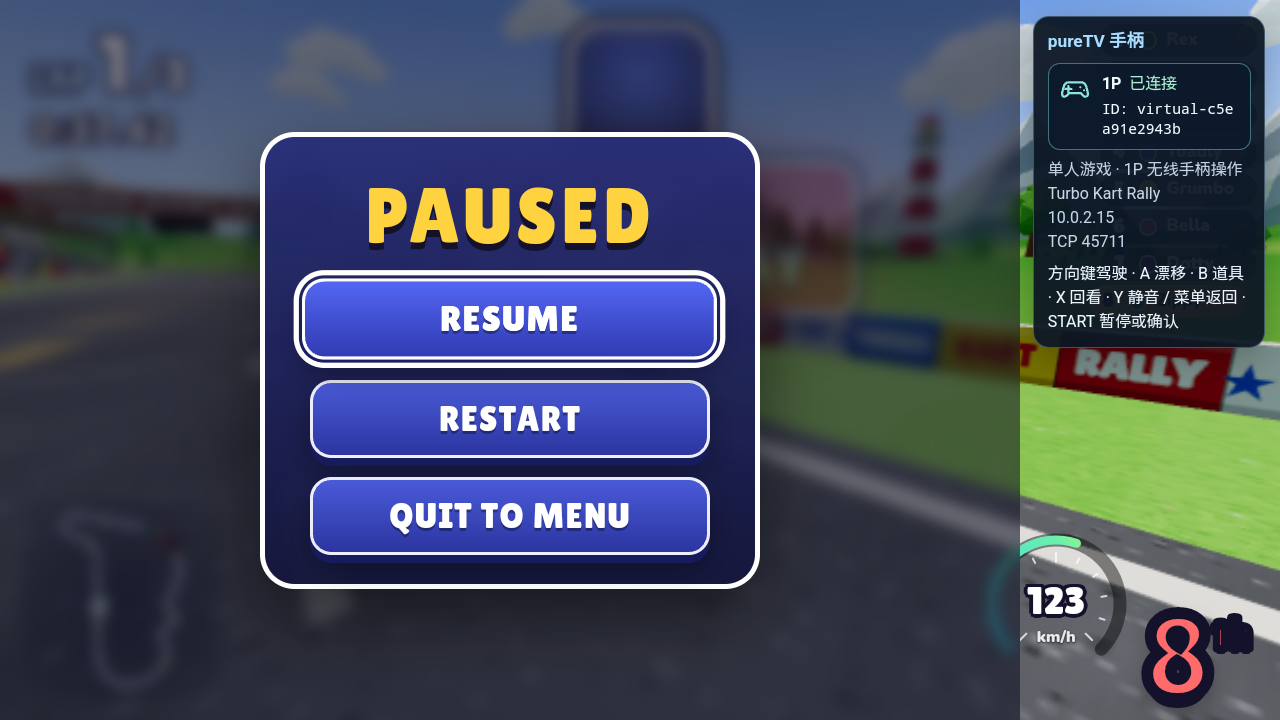 PAUSED
RESUME
RESTART
QUIT TO MENU
pureTV 手柄
1P 已连接
ID: virtual-c5e
a91e2943b
单人游戏 · 1P 无线手柄操作
Turbo Kart Rally
10.0.2.15
TCP 45711
方向键驾驶 · A 漂移 · B 道具
· X 回看 · Y 静音 / 菜单返回 ·
START 暂停或确认
Rex
Grumbo
Bella
RALLY
123
km/h
8th